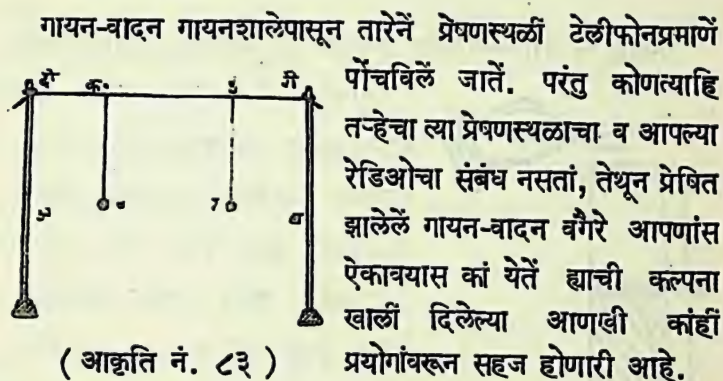 गायन-वादन गायनशालेपासून तारेनें प्रेषणस्थळीं टेलीफोनप्रमाणें
पोंचविलें जातें. परंतु कोणत्याहि
तऱ्हेचा त्या प्रेषणस्थळाचा व आपल्या
रेडिओचा संबंध नसतां, तेथून प्रेषित
झालेलें गायन-वादन वगैरे आपणांस
ऐकावयास कां येतें ह्याची कल्पना
खालीं दिलेल्या आणखी कांहीं
प्रयोगांवरून सहज होणारी आहे.
दो क ड री
अ ब
( आकृति नं. ८३ )